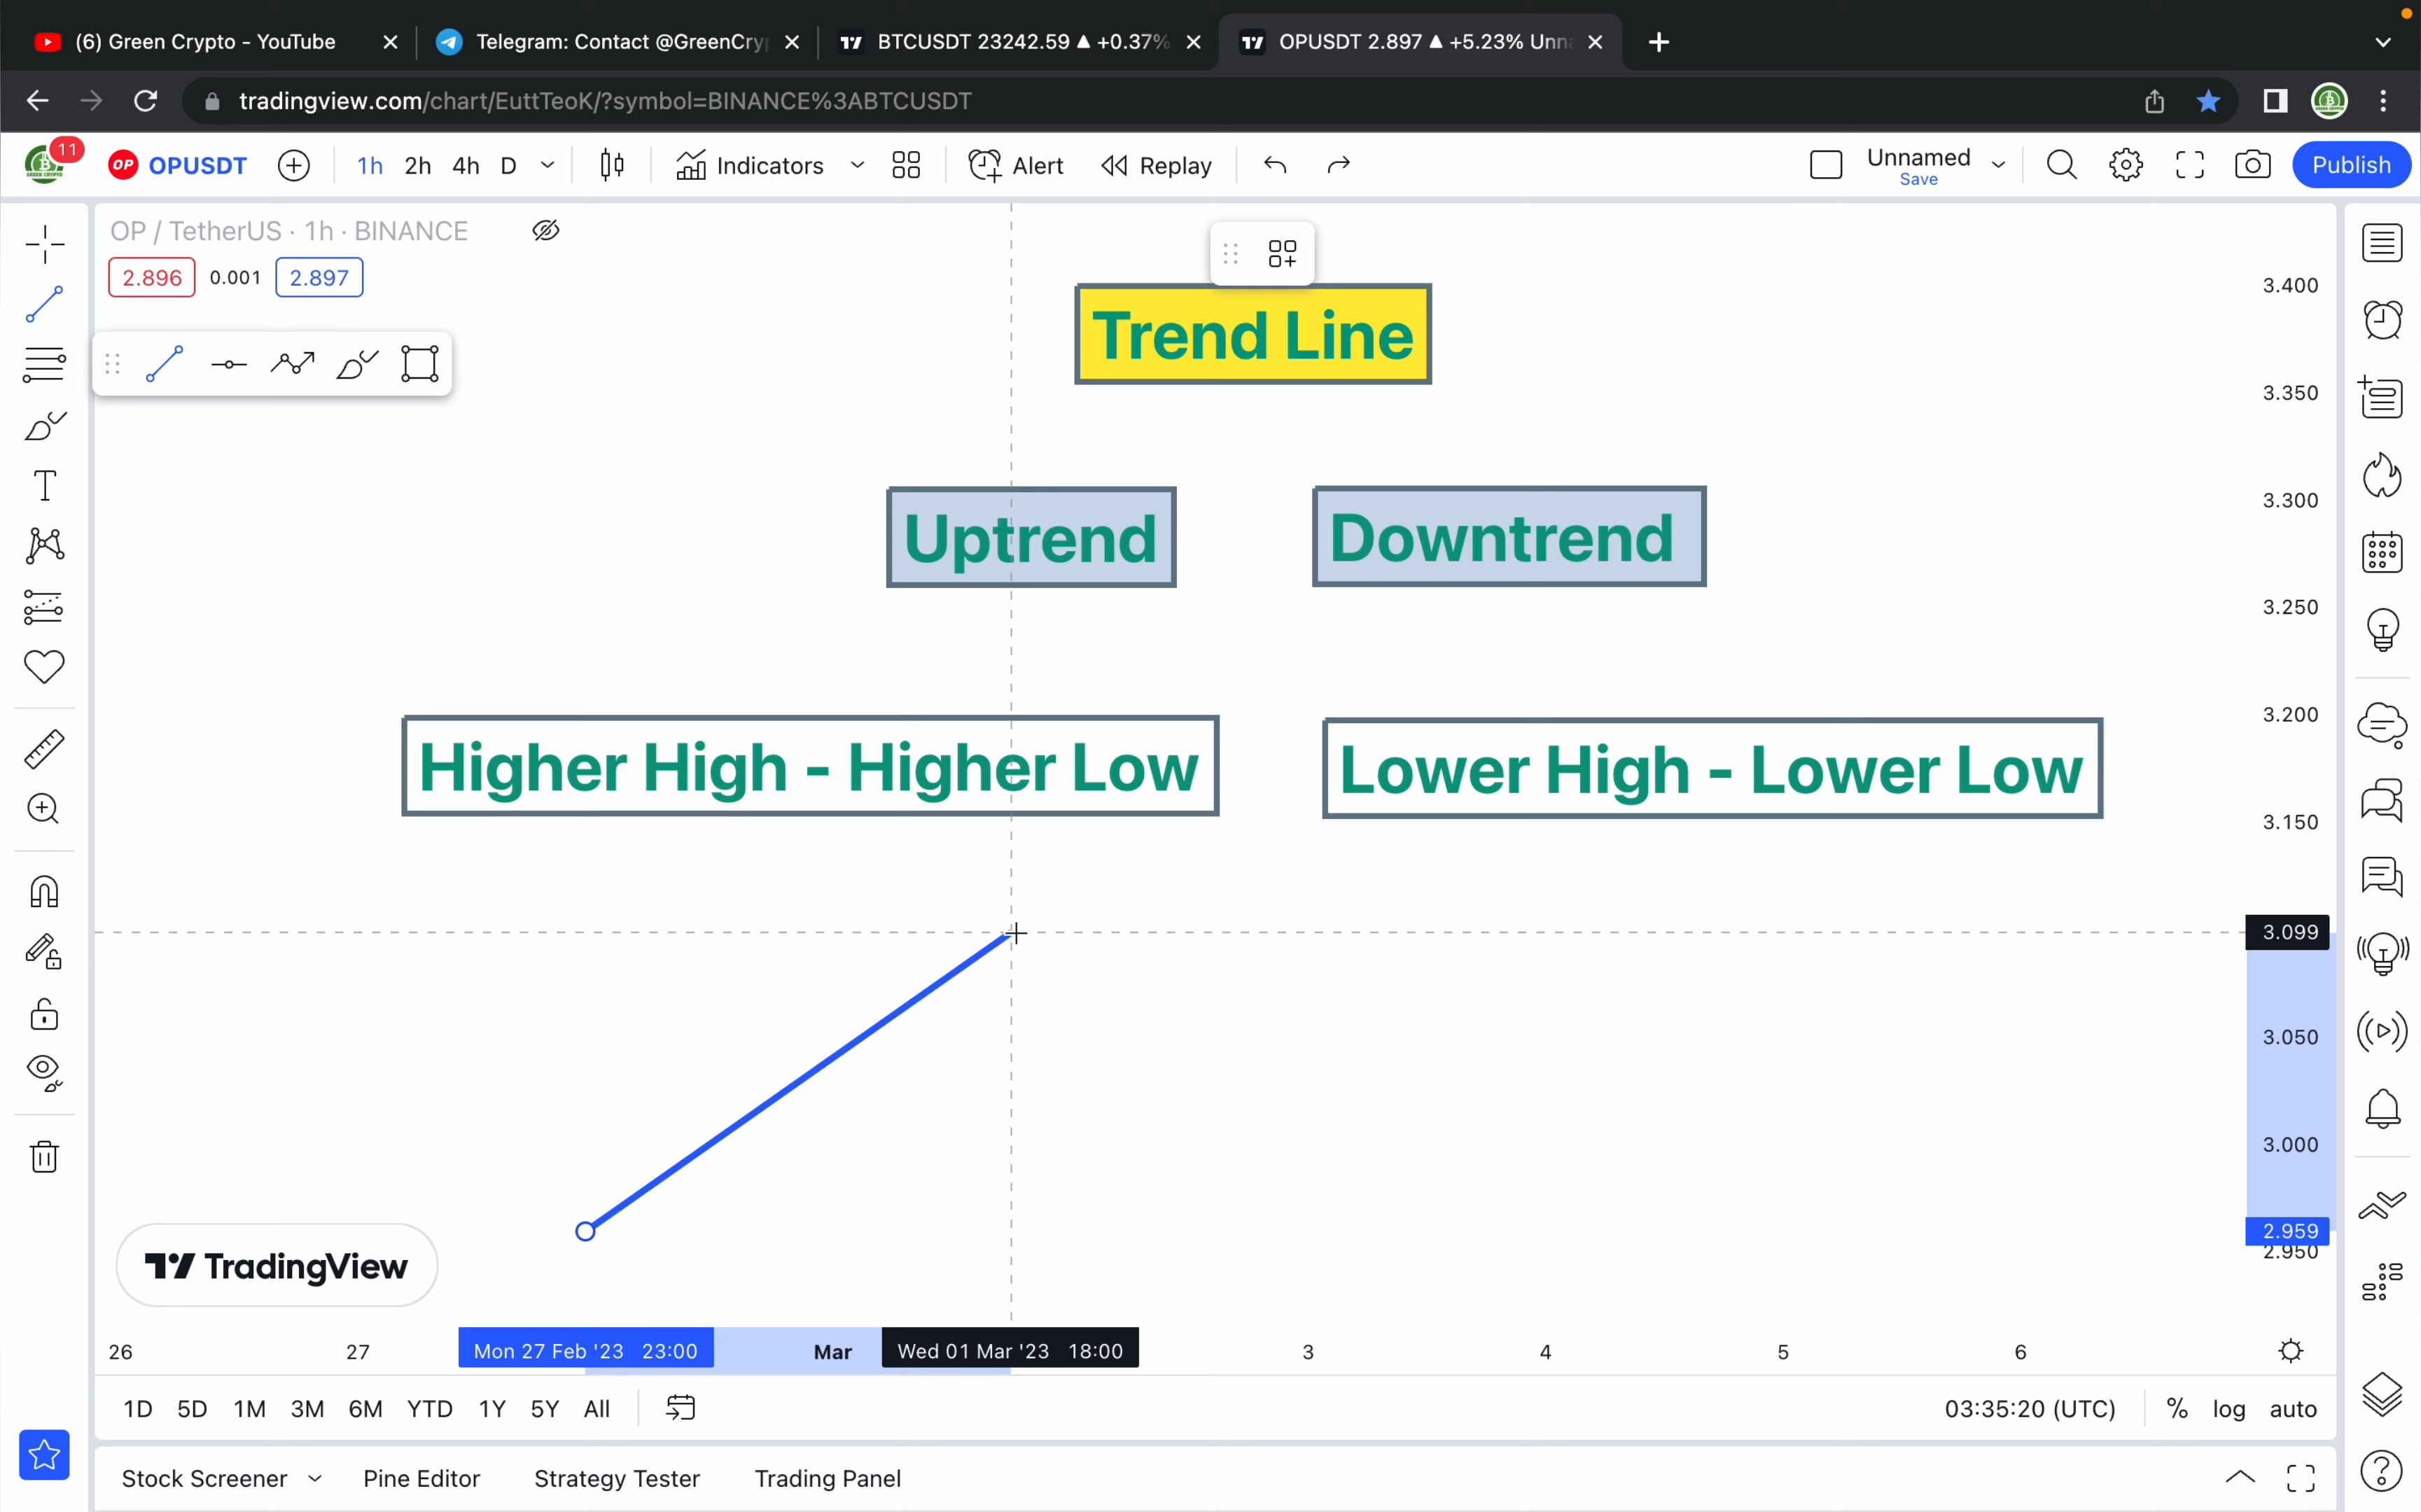 (6) Green Crypto - YouTube
Telegram: Contact @GreenCry
BTCUSDT 23242.59 ▲ +0.37%
OPUSDT 2.897 ▲ +5.23% Unn
tradingview.com/chart/EuttTeoK/?symbol=BINANCE%3ABTCUSDT
11
OP OPUSDT
1h 2h 4h D
Indicators
Alert
Replay
Unnamed
Save
Publish
OP / TetherUS · 1h · BINANCE
2.896 0.001 2.897
Trend Line
Uptrend
Downtrend
Higher High - Higher Low
Lower High - Lower Low
3.400
3.350
3.300
3.250
3.200
3.150
3.099
3.050
3.000
2.959
2.950
TradingView
26 27 Mon 27 Feb '23 23:00 Mar Wed 01 Mar '23 18:00 3 4 5 6
1D 5D 1M 3M 6M YTD 1Y 5Y All
03:35:20 (UTC) % log auto
Stock Screener Pine Editor Strategy Tester Trading Panel